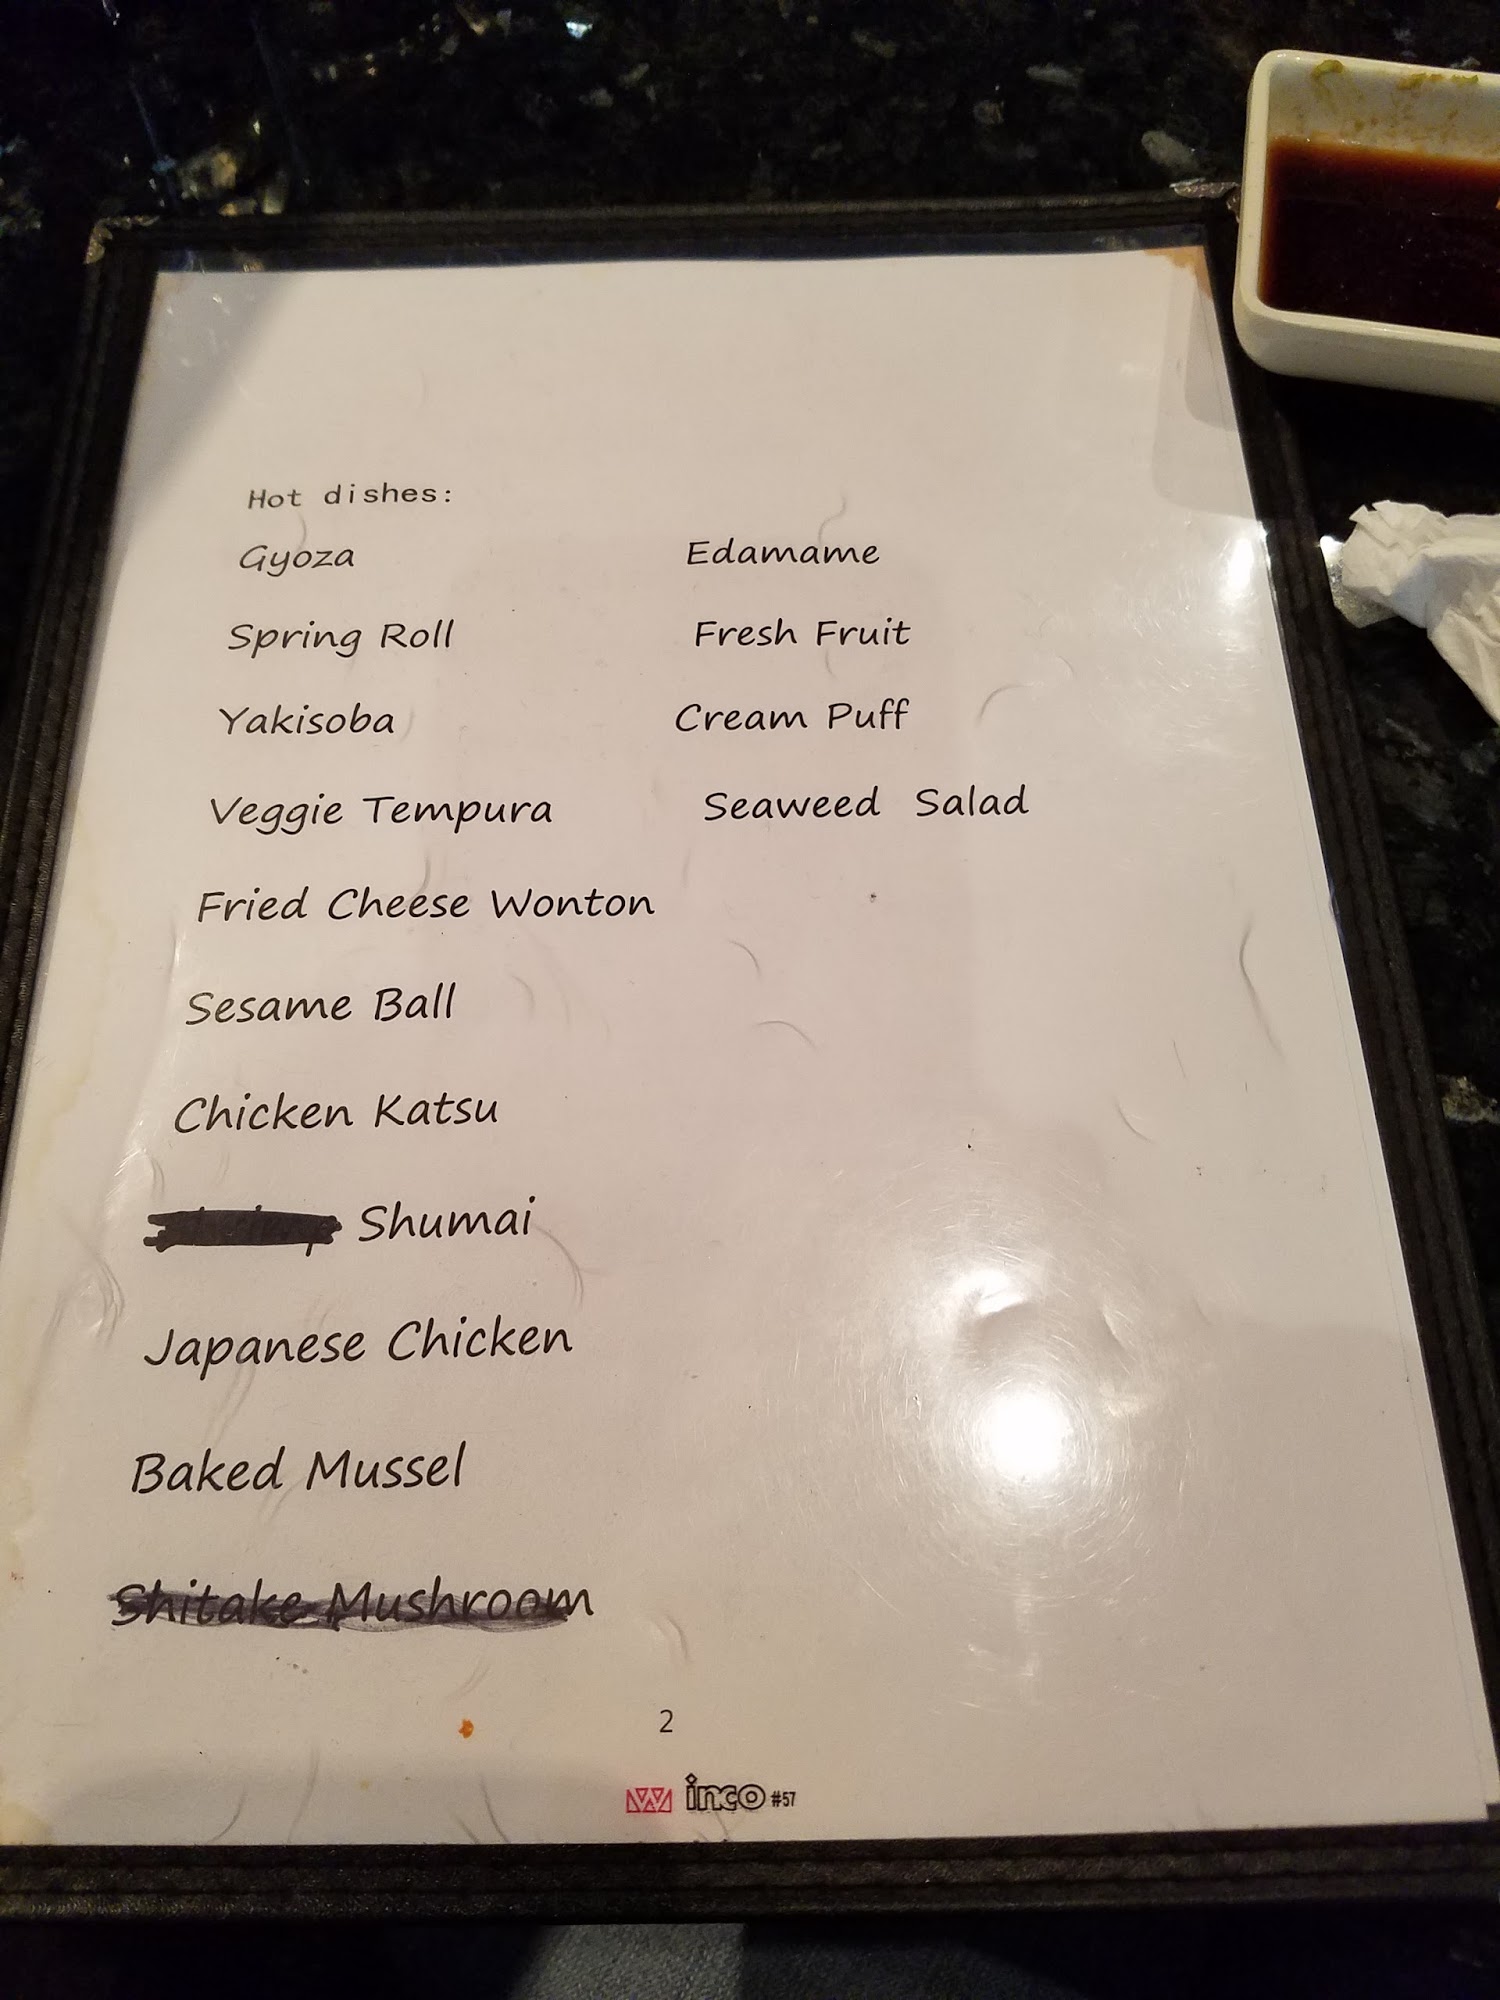 Hot dishes:
Gyoza
Spring Roll
Yakisoba
Veggie Tempura
Fried Cheese Wonton
Sesame Ball
Chicken Katsu
Shumai
Japanese Chicken
Baked Mussel
Shitake Mushroom
Edamame
Fresh Fruit
Cream Puff
Seaweed Salad
2
Winco #57